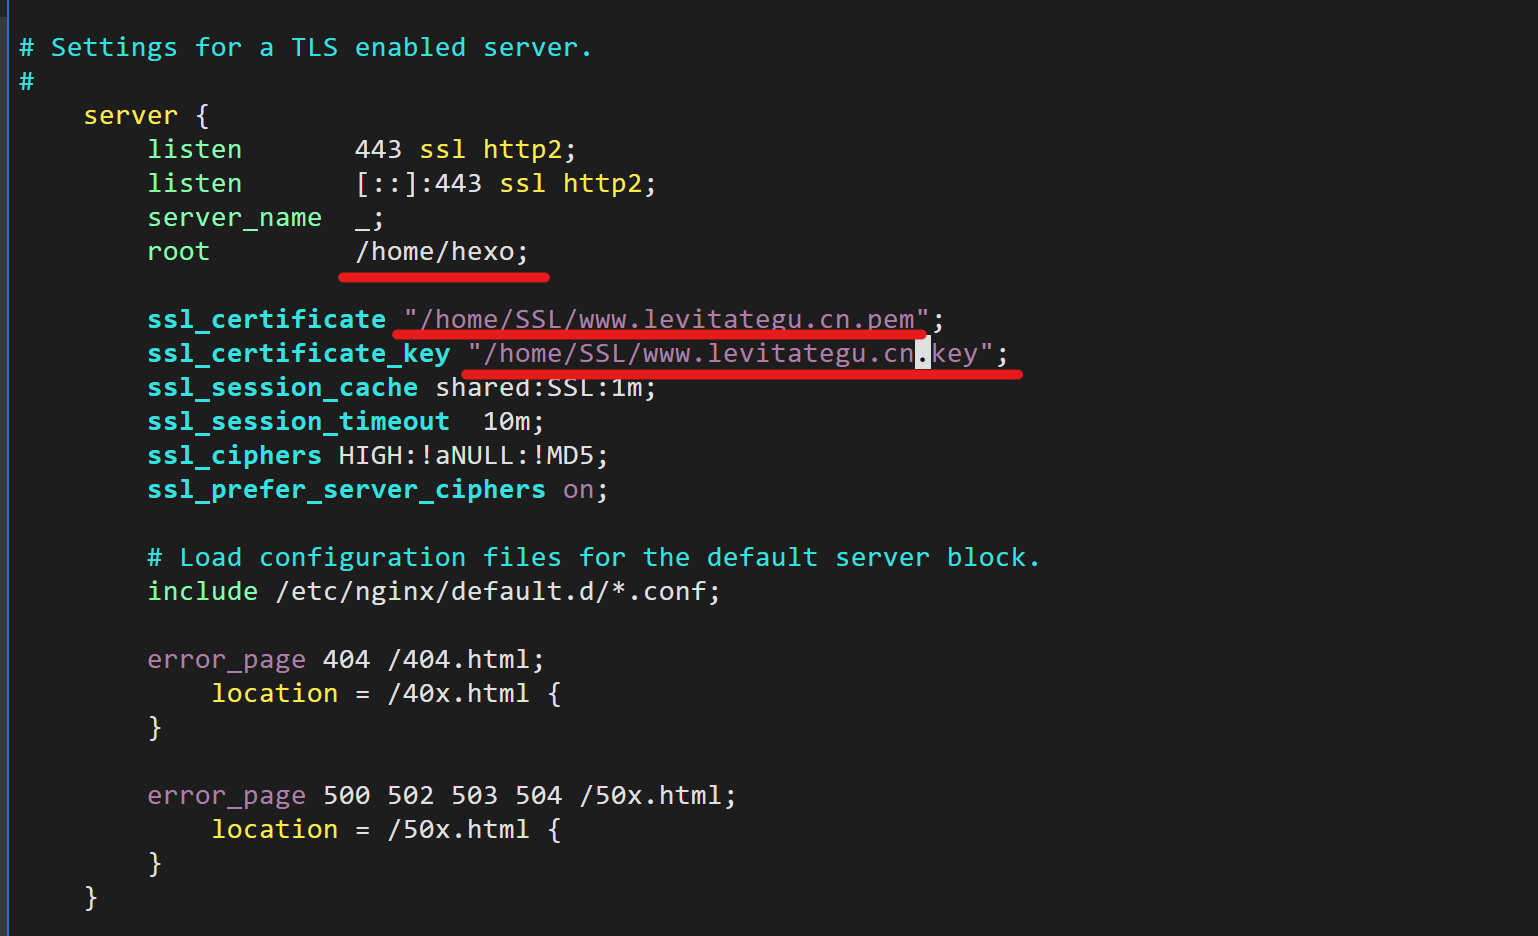 # Settings for a TLS enabled server.
#
server {
listen 443 ssl http2;
listen [::]:443 ssl http2;
server_name _;
root /home/hexo;
ssl_certificate "/home/SSL/www.levitategu.cn.pem";
ssl_certificate_key "/home/SSL/www.levitategu.cn.key";
ssl_session_cache shared:SSL:1m;
ssl_session_timeout 10m;
ssl_ciphers HIGH:!aNULL:!MD5;
ssl_prefer_server_ciphers on;
# Load configuration files for the default server block.
include /etc/nginx/default.d/*.conf;
error_page 404 /404.html;
location = /40x.html {
}
error_page 500 502 503 504 /50x.html;
location = /50x.html {
}
}